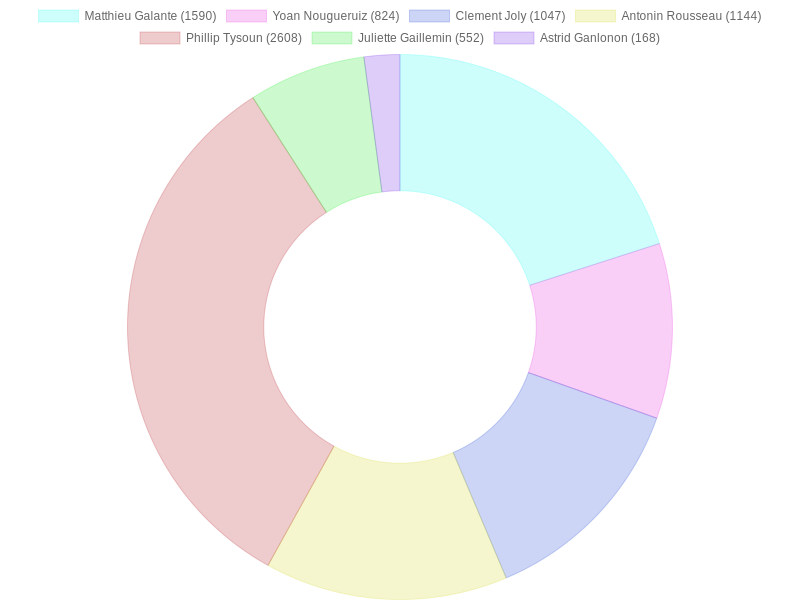 Matthieu Galante (1590) Yoan Nougueruiz (824) Clement Joly (1047) Antonin Rousseau (1144)
Phillip Tysoun (2608) Juliette Gaillemin (552) Astrid Ganlonon (168)